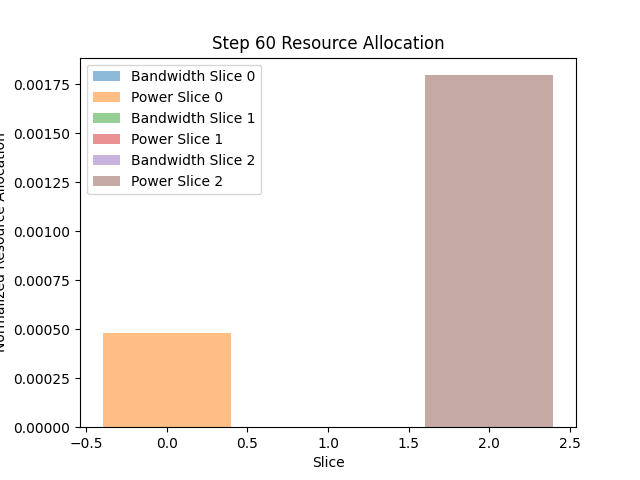 Step 60 Resource Allocation
Bandwidth Slice 0
Power Slice 0
Bandwidth Slice 1
Power Slice 1
Bandwidth Slice 2
Power Slice 2
Normalized Resource Allocation
0.00175
0.00150
0.00125
0.00100
0.00075
0.00050
0.00025
0.00000
−0.5 0.0 0.5 1.0 1.5 2.0 2.5
Slice